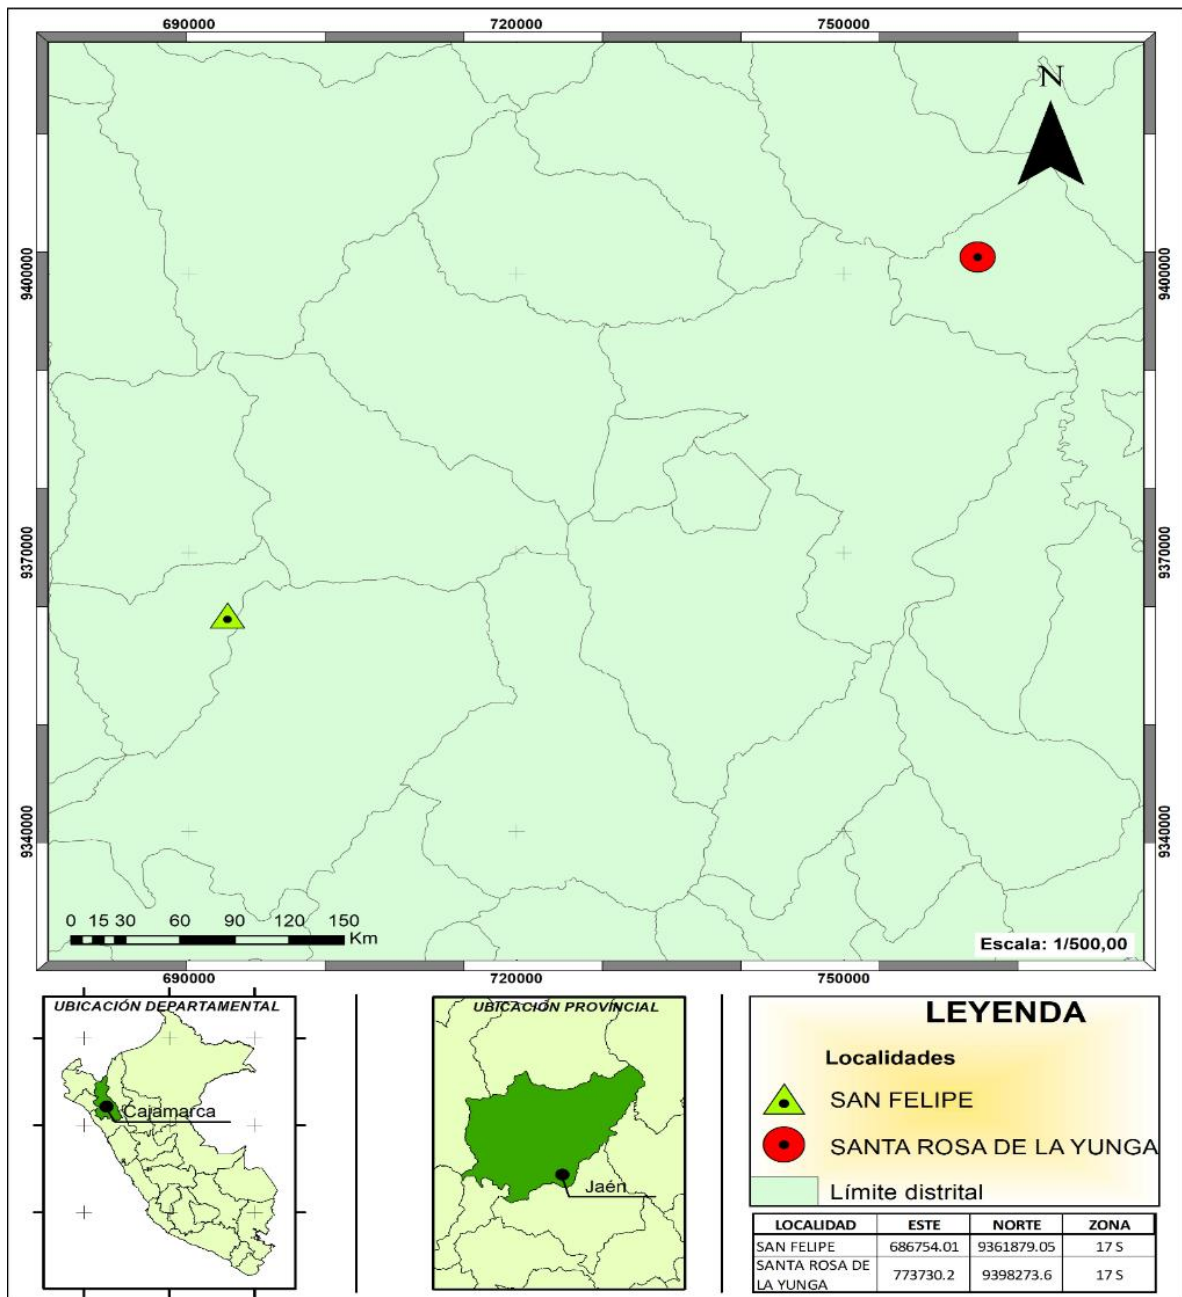 690000 720000 750000
N
9400000 9400000
9370000 9370000
9340000 9340000
0 15 30 60 90 120 150
Km
Escala: 1/500,00
690000 720000 750000
UBICACIÓN DEPARTAMENTAL
Cajamarca
UBICACIÓN PROVÍNCIAL
Jaén
LEYENDA
Localidades
SAN FELIPE
SANTA ROSA DE LA YUNGA
Límite distrital
LOCALIDAD ESTE NORTE ZONA
SAN FELIPE 686754.01 9361879.05 17 S
SANTA ROSA DE
LA YUNGA 773730.2 9398273.6 17 S